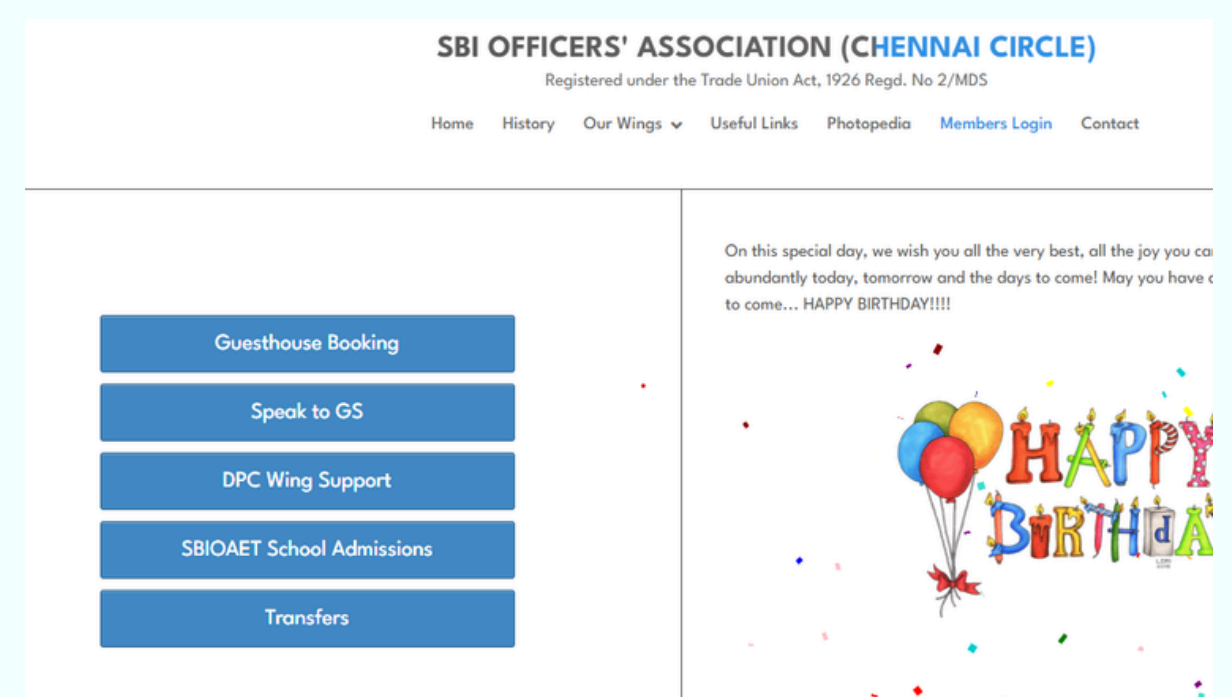 SBI OFFICERS' ASSOCIATION (CHENNAI CIRCLE)
Registered under the Trade Union Act, 1926 Regd. No 2/MDS
Home History Our Wings Useful Links Photopedia Members Login Contact
Guesthouse Booking
Speak to GS
DPC Wing Support
SBIOAET School Admissions
Transfers
On this special day, we wish you all the very best, all the joy you
abundantly today, tomorrow and the days to come! May you have
to come... HAPPY BIRTHDAY!!!!
HAPPY
BIRTHdA